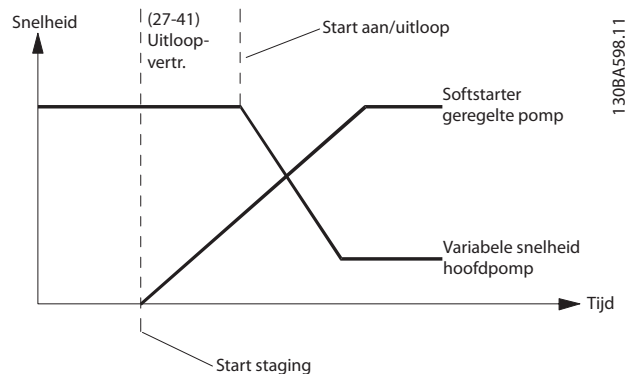 Snelheid
(27-41)
Uitloop-
vertr.
Start aan/uitloop
Softstarter
geregelte pomp
Variabele snelheid
hoofdpomp
Tijd
Start staging
130BA598.11